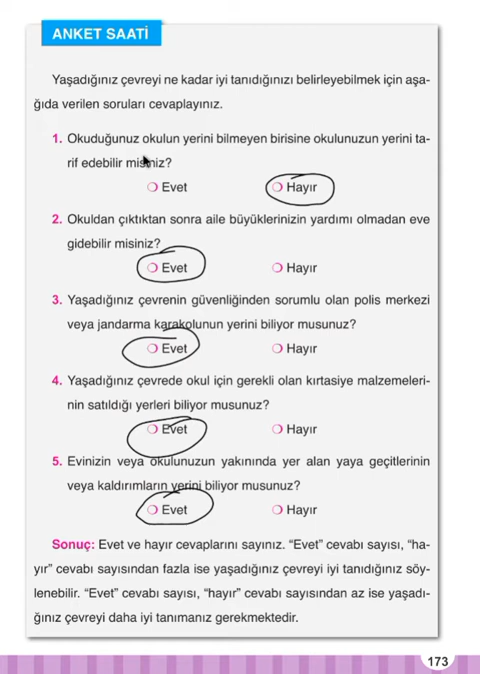 ANKET SAATİ
Yaşadığınız çevreyi ne kadar iyi tanıdığınızı belirleyebilmek için aşa-
ğıda verilen soruları cevaplayınız.
1. Okuduğunuz okulun yerini bilmeyen birisine okulunuzun yerini ta-
rif edebilir misiniz?
Evet Hayır
2. Okuldan çıktıktan sonra aile büyüklerinizin yardımı olmadan eve
gidebilir misiniz?
Evet Hayır
3. Yaşadığınız çevrenin güvenliğinden sorumlu olan polis merkezi
veya jandarma karakolunun yerini biliyor musunuz?
Evet Hayır
4. Yaşadığınız çevrede okul için gerekli olan kırtasiye malzemeleri-
nin satıldığı yerleri biliyor musunuz?
Evet Hayır
5. Evinizin veya okulunuzun yakınında yer alan yaya geçitlerinin
veya kaldırımların yerini biliyor musunuz?
Evet Hayır
Sonuç: Evet ve hayır cevaplarını sayınız. “Evet” cevabı sayısı, “ha-
yır” cevabı sayısından fazla ise yaşadığınız çevreyi iyi tanıdığınız söy-
lenebilir. “Evet” cevabı sayısı, “hayır” cevabı sayısından az ise yaşadı-
ğınız çevreyi daha iyi tanımanız gerekmektedir.
173